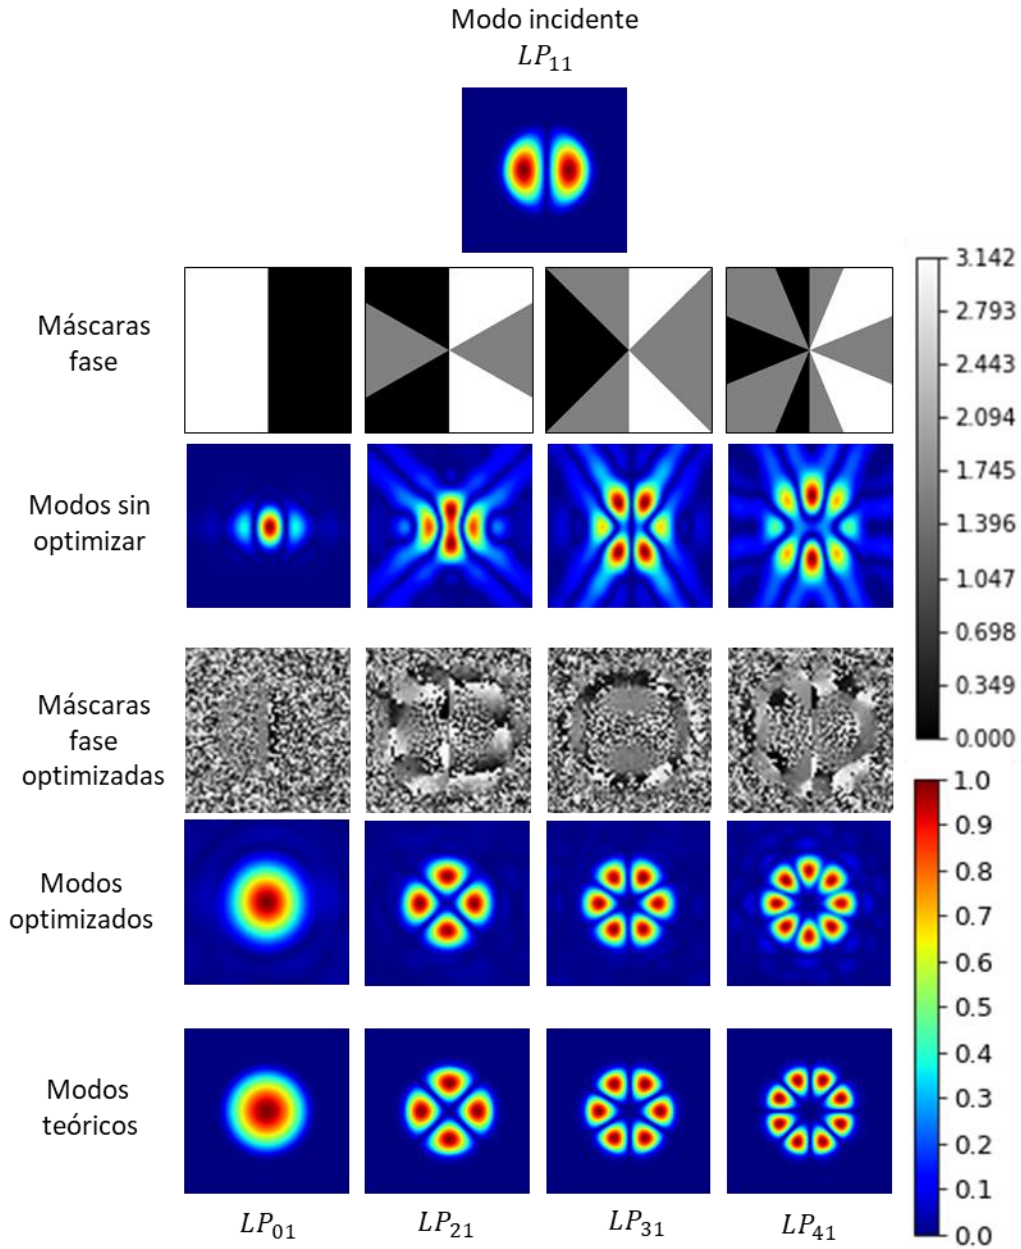 Modo incidente
LP11
Máscaras
fase
3.142
2.793
2.443
2.094
1.745
1.396
1.047
0.698
0.349
0.000
Modos sin
optimizar
Máscaras
fase
optimizadas
Modos
optimizados
1.0
0.9
0.8
0.7
0.6
0.5
0.4
0.3
0.2
0.1
0.0
Modos
teóricos
LP01 LP21 LP31 LP41